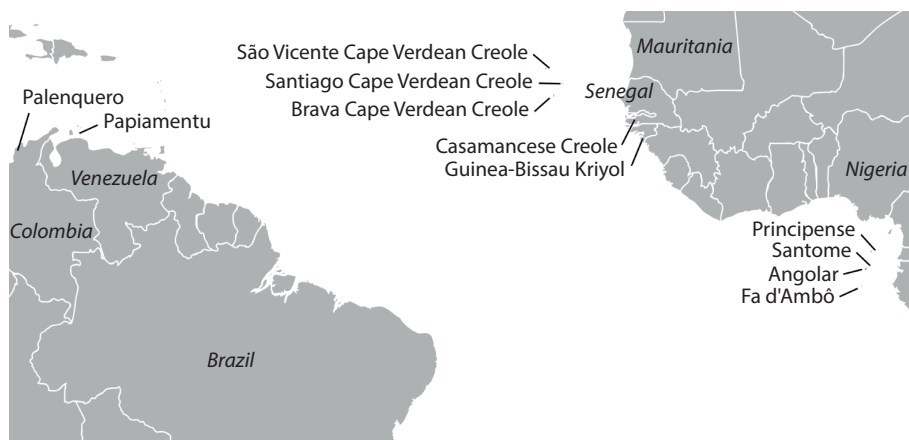 Mauritania
São Vicente Cape Verdean Creole
Santiago Cape Verdean Creole
Senegal
Palenquero
Brava Cape Verdean Creole
Papiamentu
Casamancese Creole
Guinea-Bissau Kriyol
Venezuela
Nigeria
Colombia
Principense
Santome
Angolar
Fa d'Ambô
Brazil